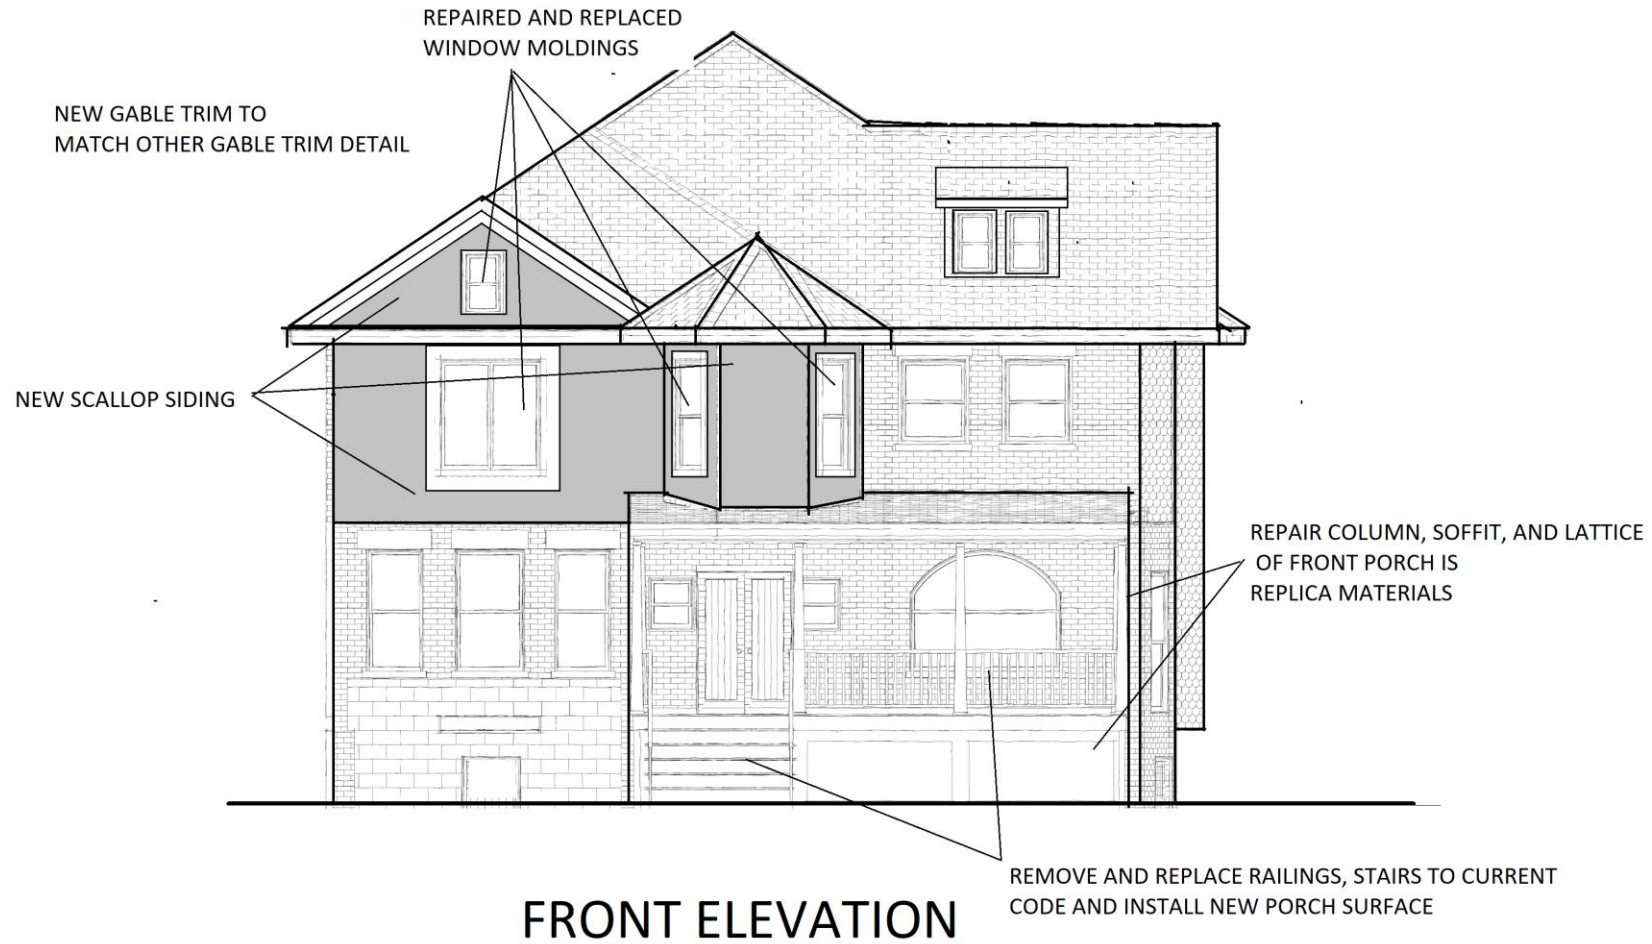 REPAIRED AND REPLACED
WINDOW MOLDINGS
NEW GABLE TRIM TO
MATCH OTHER GABLE TRIM DETAIL
NEW SCALLOP SIDING
REPAIR COLUMN, SOFFIT, AND LATTICE
OF FRONT PORCH IS
REPLICA MATERIALS
REMOVE AND REPLACE RAILINGS, STAIRS TO CURRENT
CODE AND INSTALL NEW PORCH SURFACE
FRONT ELEVATION